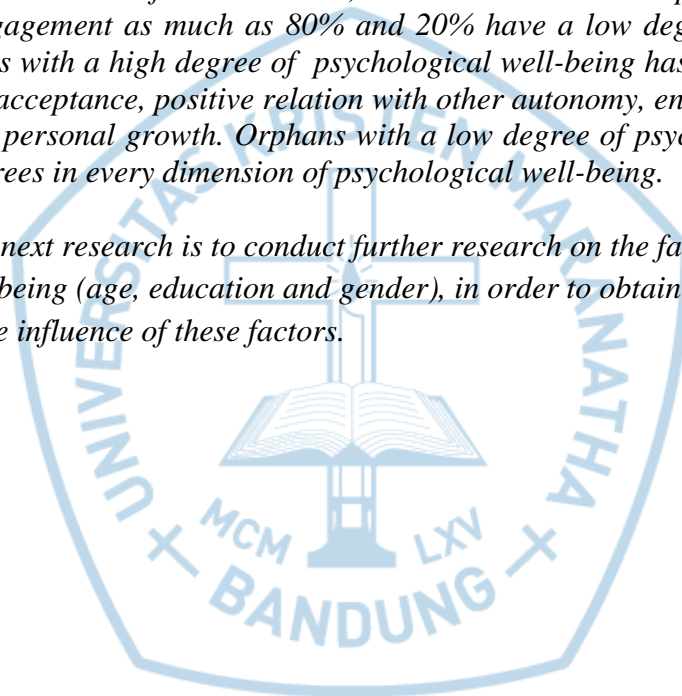 gagement as much as 80% and 20% have a low deg
s with a high degree of psychological well-being has
acceptance, positive relation with other autonomy, en
personal growth. Orphans with a low degree of psyc
rees in every dimension of psychological well-being.
next research is to conduct further research on the fa
being (age, education and gender), in order to obtain
e influence of these factors.
UNIVERSITAS KRISTEN MARANATHA
MCM LXV
BANDUNG